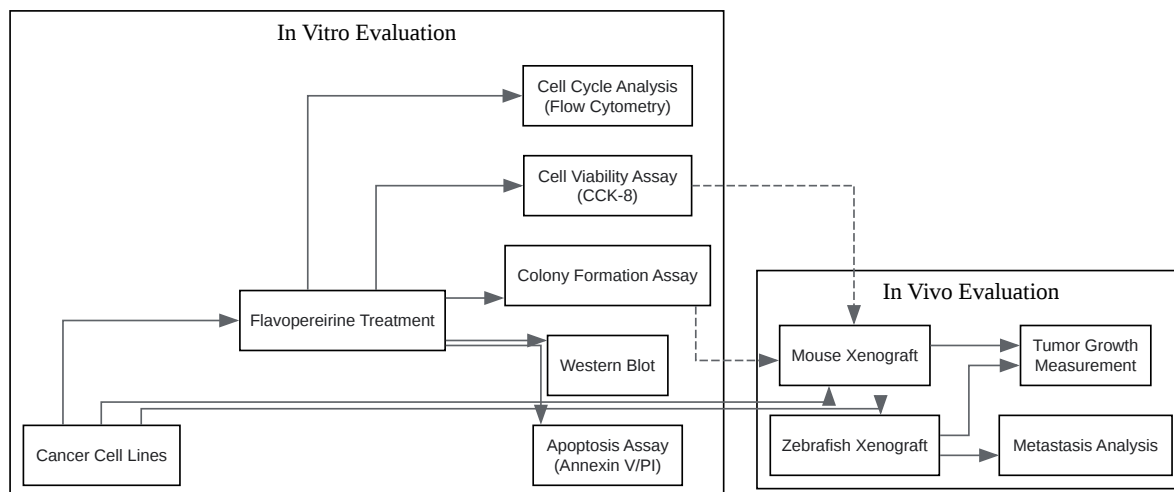 In Vitro Evaluation
Cell Cycle Analysis
(Flow Cytometry)
Cell Viability Assay
(CCK-8)
Colony Formation Assay
Flavopereirine Treatment
Western Blot
Cancer Cell Lines
Apoptosis Assay
(Annexin V/PI)
In Vivo Evaluation
Mouse Xenograft
Tumor Growth
Measurement
Zebrafish Xenograft
Metastasis Analysis